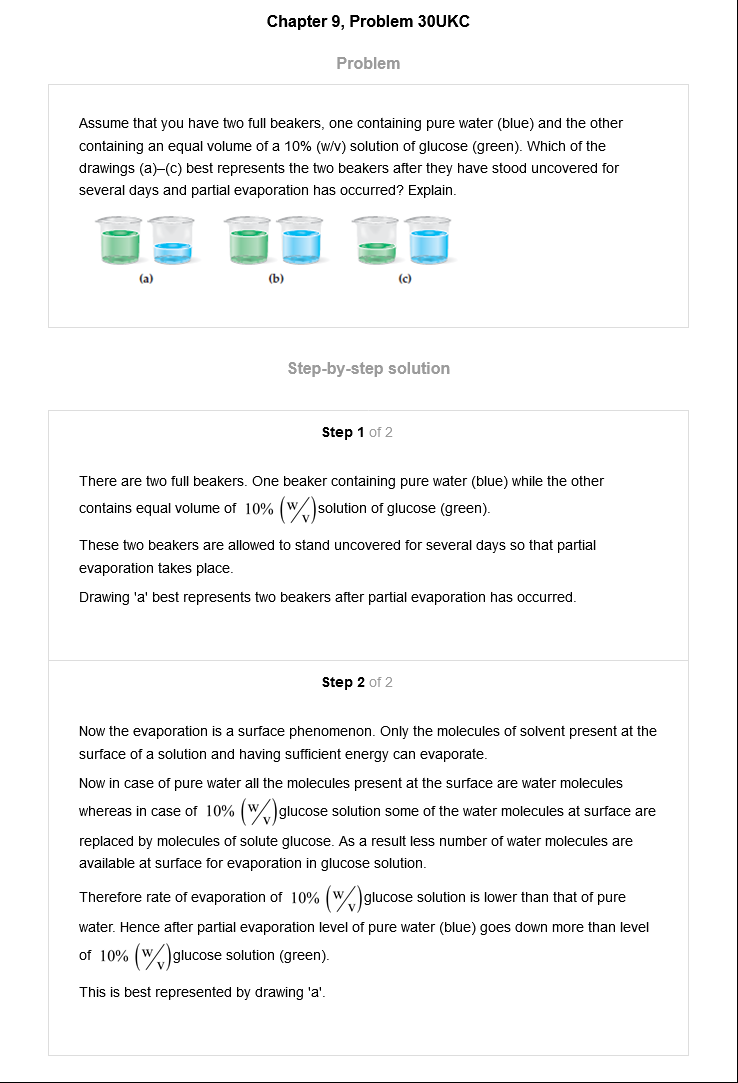 Chapter 9, Problem 30UKC
Problem
Assume that you have two full beakers, one containing pure water (blue) and the other
containing an equal volume of a 10% (w/v) solution of glucose (green). Which of the
drawings (a)–(c) best represents the two beakers after they have stood uncovered for
several days and partial evaporation has occurred? Explain.
(a) (b) (c)
Step-by-step solution
Step 1 of 2
There are two full beakers. One beaker containing pure water (blue) while the other
contains equal volume of 10% (w/v) solution of glucose (green).
These two beakers are allowed to stand uncovered for several days so that partial
evaporation takes place.
Drawing 'a' best represents two beakers after partial evaporation has occurred.
Step 2 of 2
Now the evaporation is a surface phenomenon. Only the molecules of solvent present at the
surface of a solution and having sufficient energy can evaporate.
Now in case of pure water all the molecules present at the surface are water molecules
whereas in case of 10% (w/v) glucose solution some of the water molecules at surface are
replaced by molecules of solute glucose. As a result less number of water molecules are
available at surface for evaporation in glucose solution.
Therefore rate of evaporation of 10% (w/v) glucose solution is lower than that of pure
water. Hence after partial evaporation level of pure water (blue) goes down more than level
of 10% (w/v) glucose solution (green).
This is best represented by drawing 'a'.